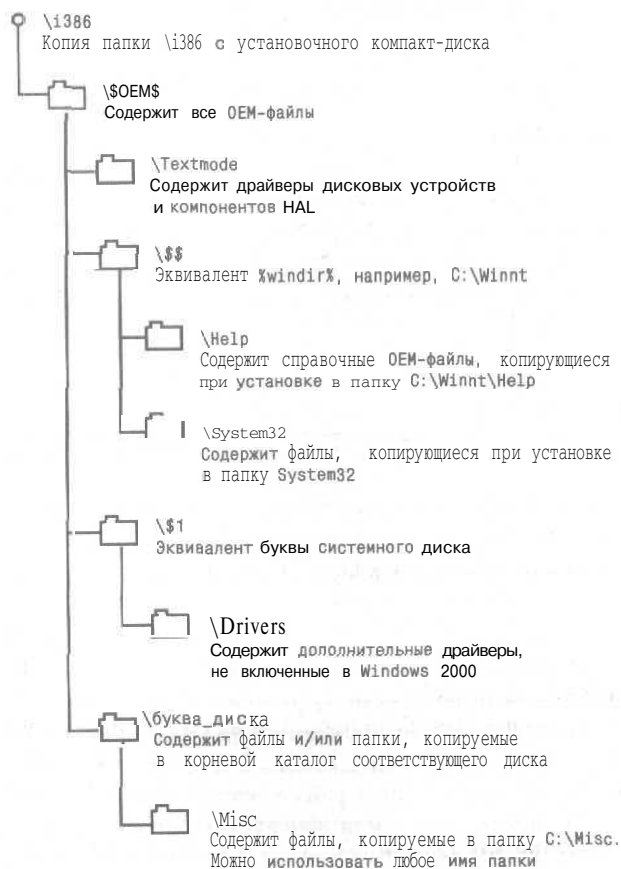 \i386
Копия папки \i386 с установочного компакт-диска
\$OEM$
Содержит все OEM-файлы
\Textmode
Содержит драйверы дисковых устройств
и компонентов HAL
\$$
Эквивалент %windir%, например, C:\Winnt
\Help
Содержит справочные OEM-файлы, копирующиеся
при установке в папку C:\Winnt\Help
\System32
Содержит файлы, копирующиеся при установке
в папку System32
\$1
Эквивалент буквы системного диска
\Drivers
Содержит дополнительные драйверы,
не включенные в Windows 2000
\буква_диска
Содержит файлы и/или папки, копируемые
в корневой каталог соответствующего диска
\Misc
Содержит файлы, копируемые в папку C:\Misc.
Можно использовать любое имя папки